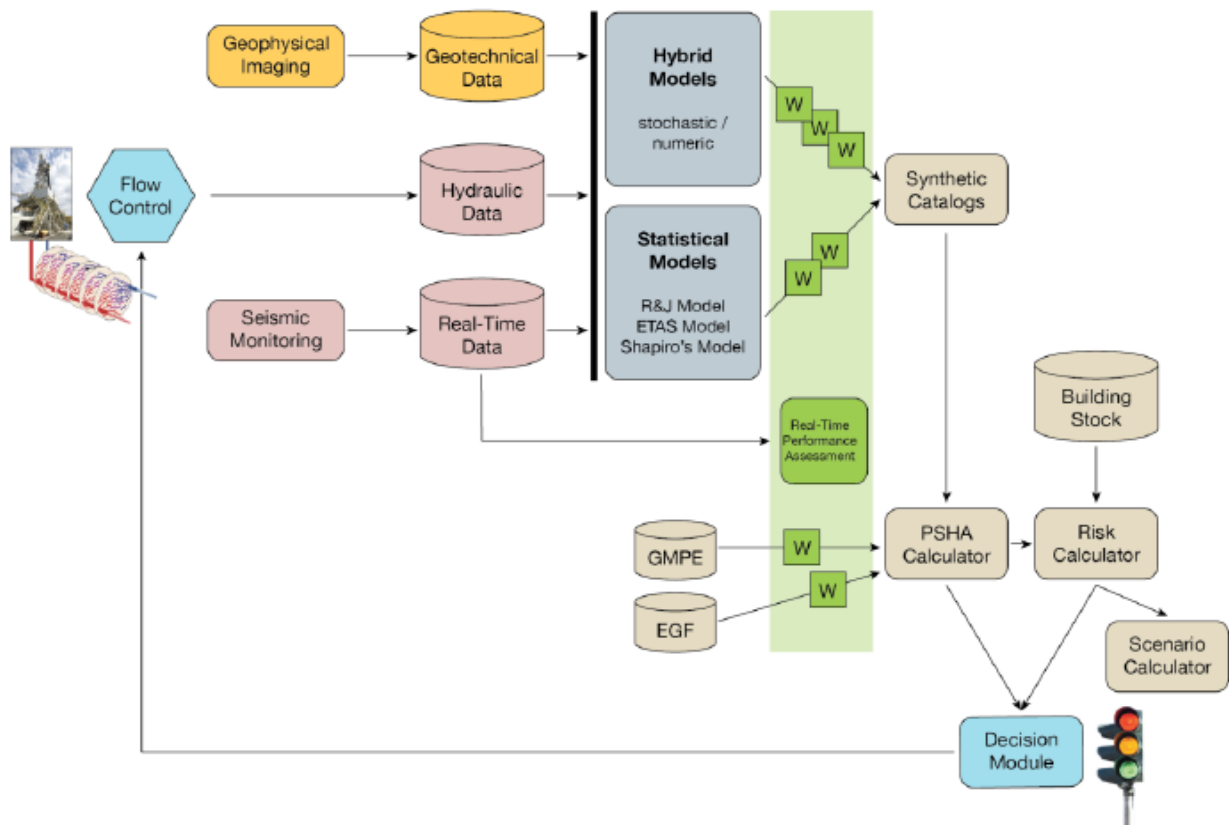 Geophysical
Imaging
Geotechnical
Data
Hybrid
Models
stochastic /
numeric
W
W
W
Flow
Control
Hydraulic
Data
Synthetic
Catalogs
Statistical
Models
R&J Model
ETAS Model
Shapiro's Model
W
W
Seismic
Monitoring
Real-Time
Data
Building
Stock
Real-Time
Performance
Assessment
GMPE
W
PSHA
Calculator
Risk
Calculator
EGF
W
Scenario
Calculator
Decision
Module